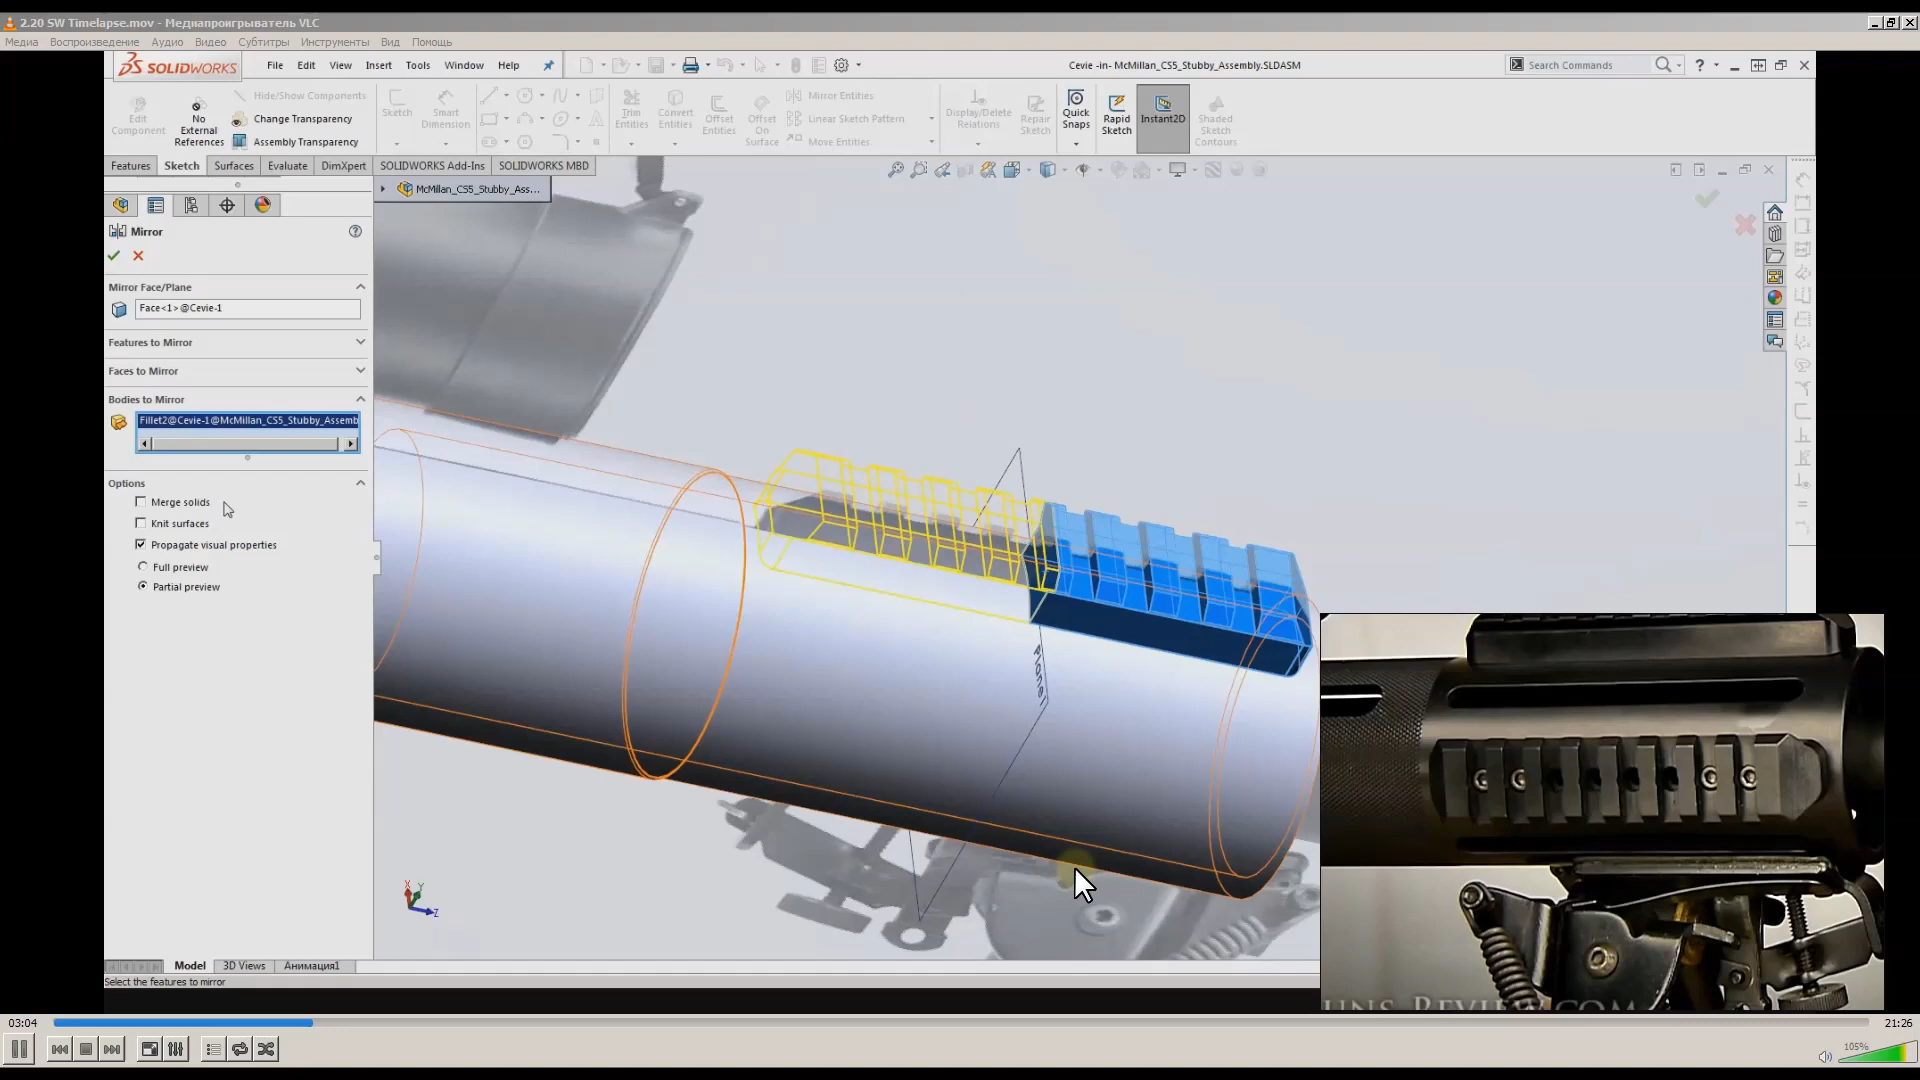 2.20 SW Timelapse.mov - Медиапроигрыватель VLC
Медиа Воспроизведение Аудио Видео Субтитры Инструменты Вид Помощь
SOLIDWORKS File Edit View Insert Tools Window Help
Cevie -in- McMillan_CS5_Stubby_Assembly.SLDASM
Search Commands
Edit Component
No External References
Hide/Show Components
Change Transparency
Assembly Transparency
Sketch
Smart Dimension
Trim Entities
Convert Entities
Offset Entities
Offset On Surface
Mirror Entities
Linear Sketch Pattern
Move Entities
Display/Delete Relations
Repair Sketch
Quick Snaps
Rapid Sketch
Instant2D
Shaded Sketch Contours
Features Sketch Surfaces Evaluate DimXpert SOLIDWORKS Add-Ins SOLIDWORKS MBD
McMillan_CS5_Stubby_Ass...
Mirror
Mirror Face/Plane
Face<1>@Cevie-1
Features to Mirror
Faces to Mirror
Bodies to Mirror
Fillet2@Cevie-1@McMillan_CS5_Stubby_Assemb
Options
Merge solids
Knit surfaces
Propagate visual properties
Full preview
Partial preview
Plane1
X
Y
Z
Model 3D Views Анимация1
Select the features to mirror
UNS REVIEW.COM
03:04
21:26
105%